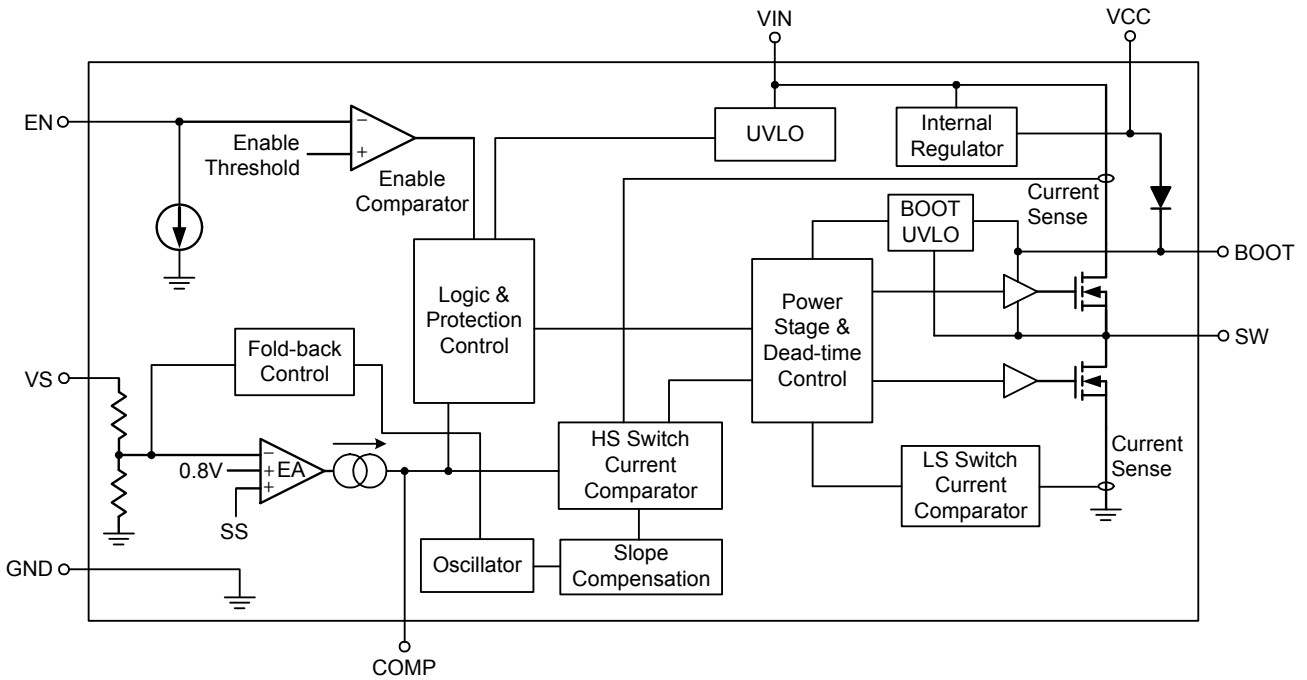 VIN
VCC
EN
Enable
Threshold
−
+
Enable
Comparator
UVLO
Internal
Regulator
Current
Sense
BOOT
UVLO
BOOT
Logic &
Protection
Control
Power
Stage &
Dead-time
Control
SW
Fold-back
Control
VS
0.8V
−
+
+
EA
SS
HS Switch
Current
Comparator
LS Switch
Current
Comparator
Current
Sense
Oscillator
Slope
Compensation
GND
COMP